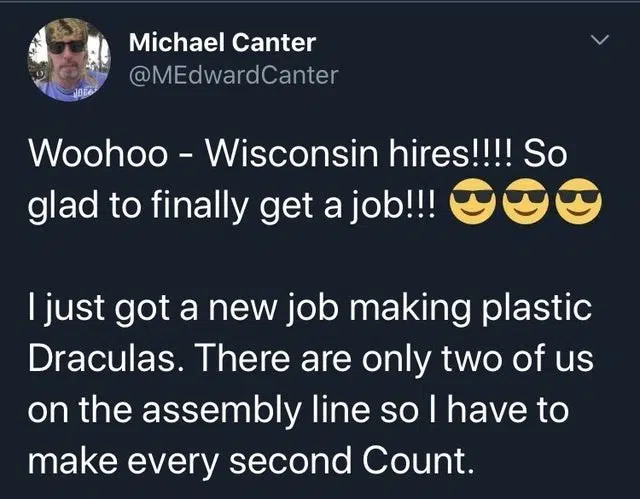 Michael Canter
@MEdwardCanter
Woohoo - Wisconsin hires!!!! So
glad to finally get a job!!! 😎😎😎
I just got a new job making plastic
Draculas. There are only two of us
on the assembly line so I have to
make every second Count.